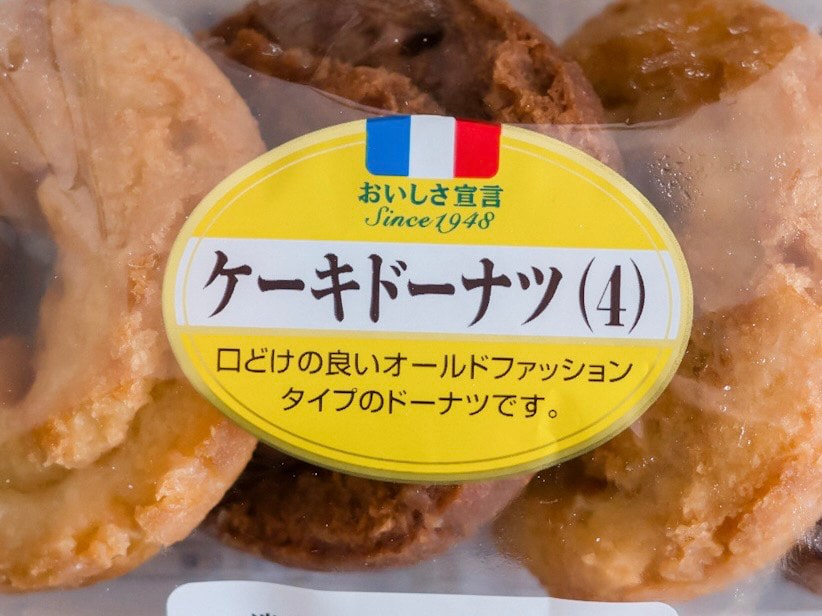 おいしさ宣言
Since 1948
ケーキドーナツ(4)
口どけの良いオールドファッション
タイプのドーナツです。